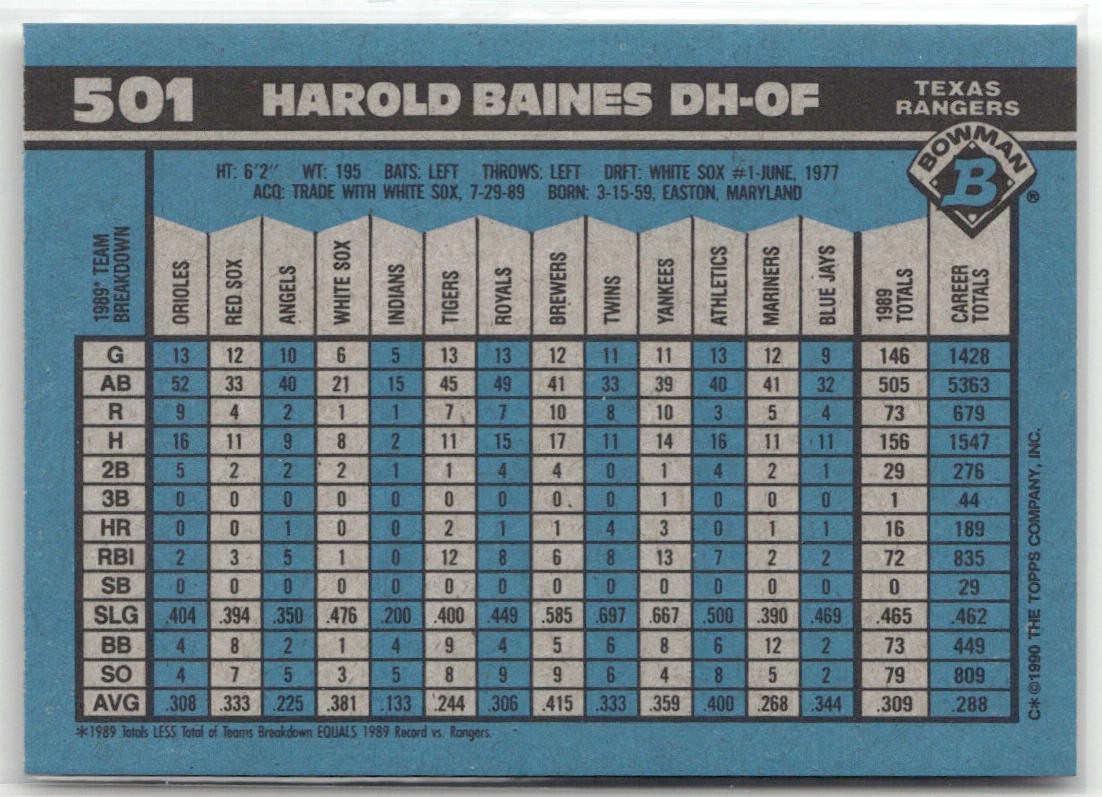 501 HAROLD BAINES DH-OF TEXAS RANGERS
BOWMAN
B ®
HT: 6'2" WT: 195 BATS: LEFT THROWS: LEFT DRFT: WHITE SOX #1-JUNE, 1977
ACQ: TRADE WITH WHITE SOX, 7-29-89 BORN: 3-15-59, EASTON, MARYLAND
1989* TEAM BREAKDOWN ORIOLES RED SOX ANGELS WHITE SOX INDIANS TIGERS ROYALS BREWERS TWINS YANKEES ATHLETICS MARINERS BLUE JAYS 1989 TOTALS CAREER TOTALS
G 13 12 10 6 5 13 13 12 11 11 13 12 9 146 1428
AB 52 33 40 21 15 45 49 41 33 39 40 41 32 505 5363
R 9 4 2 1 1 7 7 10 8 10 3 5 4 73 679
H 16 11 9 8 2 11 15 17 11 14 16 11 11 156 1547
2B 5 2 2 2 1 1 4 4 0 1 4 2 1 29 276
3B 0 0 0 0 0 0 0 0 0 1 0 0 0 1 44
HR 0 0 1 0 0 2 1 1 4 3 0 1 1 16 189
RBI 2 3 5 1 0 12 8 6 8 13 7 2 2 72 835
SB 0 0 0 0 0 0 0 0 0 0 0 0 0 0 29
SLG .404 .394 .350 .476 .200 .400 .449 .585 .697 .667 .500 .390 .469 .465 .462
BB 4 8 2 1 4 9 4 5 6 8 6 12 2 73 449
SO 4 7 5 3 5 8 9 9 6 4 8 5 2 79 809
AVG .308 .333 .225 .381 .133 .244 .306 .415 .333 .359 .400 .268 .344 .309 .288
*1989 Totals LESS Total of Teams Breakdown EQUALS 1989 Record vs. Rangers.
C* ©1990 THE TOPPS COMPANY, INC.